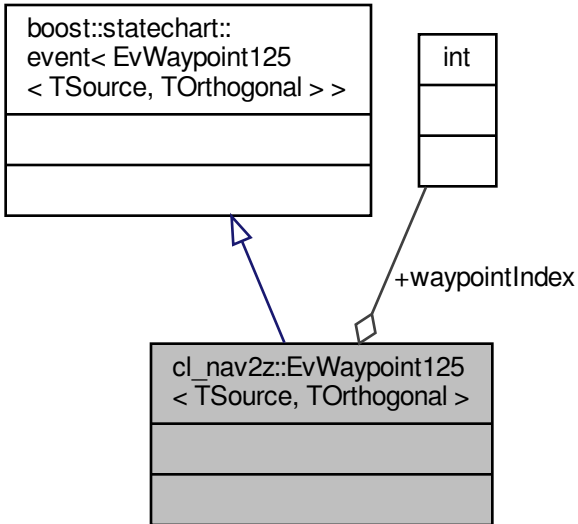 boost::statechart::
event< EvWaypoint125
< TSource, TOrthogonal > >
int
+waypointIndex
cl_nav2z::EvWaypoint125
< TSource, TOrthogonal >